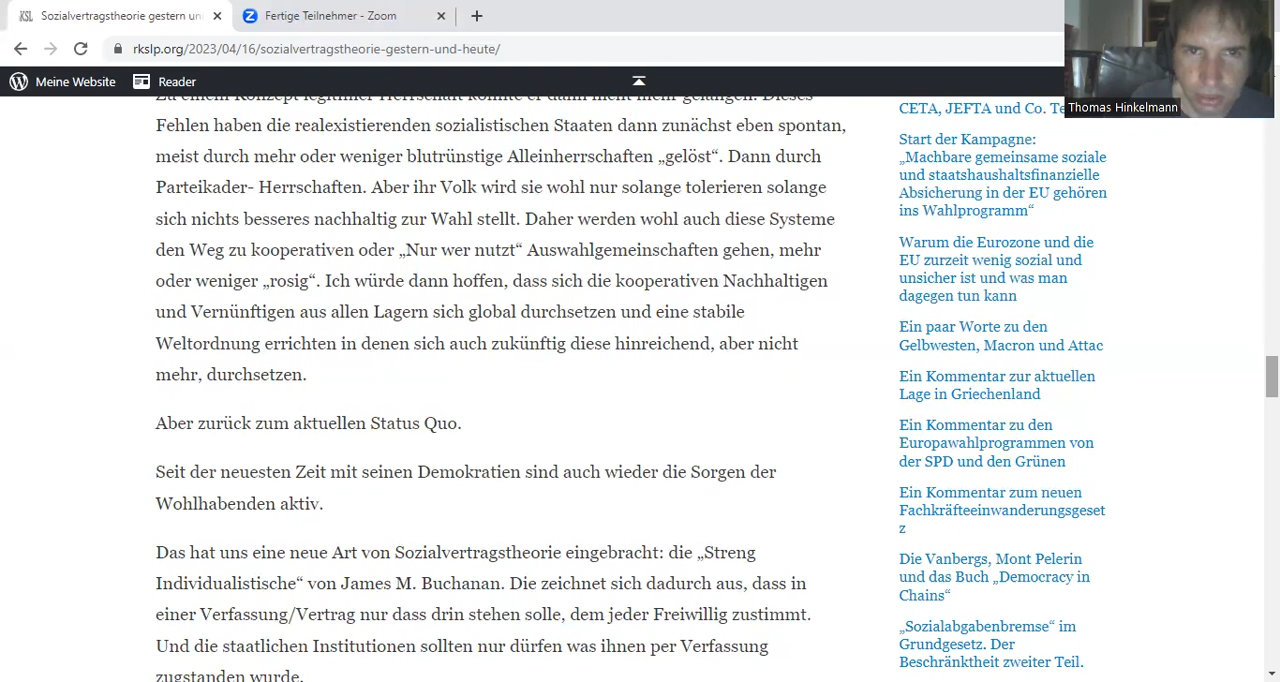 Sozialvertragstheorie gestern un
Fertige Teilnehmer - Zoom
rkslp.org/2023/04/16/sozialvertragstheorie-gestern-und-heute/
Meine Website
Reader
Thomas Hinkelmann
Zu einem Konzept legitimer Herrschaft konnte er dann nicht mehr gelangen. Dieses
Fehlen haben die realexistierenden sozialistischen Staaten dann zunächst eben spontan,
meist durch mehr oder weniger blutrünstige Alleinherrschaften „gelöst“. Dann durch
Parteikader- Herrschaften. Aber ihr Volk wird sie wohl nur solange tolerieren solange
sich nichts besseres nachhaltig zur Wahl stellt. Daher werden wohl auch diese Systeme
den Weg zu kooperativen oder „Nur wer nutzt“ Auswahlgemeinschaften gehen, mehr
oder weniger „rosig“. Ich würde dann hoffen, dass sich die kooperativen Nachhaltigen
und Vernünftigen aus allen Lagern sich global durchsetzen und eine stabile
Weltordnung errichten in denen sich auch zukünftig diese hinreichend, aber nicht
mehr, durchsetzen.
Aber zurück zum aktuellen Status Quo.
Seit der neuesten Zeit mit seinen Demokratien sind auch wieder die Sorgen der
Wohlhabenden aktiv.
Das hat uns eine neue Art von Sozialvertragstheorie eingebracht: die „Streng
Individualistische“ von James M. Buchanan. Die zeichnet sich dadurch aus, dass in
einer Verfassung/Vertrag nur dass drin stehen solle, dem jeder Freiwillig zustimmt.
Und die staatlichen Institutionen sollten nur dürfen was ihnen per Verfassung
zugstanden wurde.
CETA, JEFTA und Co. Te
Start der Kampagne:
„Machbare gemeinsame soziale
und staatshaushaltsfinanzielle
Absicherung in der EU gehören
ins Wahlprogramm“
Warum die Eurozone und die
EU zurzeit wenig sozial und
unsicher ist und was man
dagegen tun kann
Ein paar Worte zu den
Gelbwesten, Macron und Attac
Ein Kommentar zur aktuellen
Lage in Griechenland
Ein Kommentar zu den
Europawahlprogrammen von
der SPD und den Grünen
Ein Kommentar zum neuen
Fachkräfteeinwanderungsgeset
z
Die Vanbergs, Mont Pelerin
und das Buch „Democracy in
Chains“
„Sozialabgabenbremse“ im
Grundgesetz. Der
Beschränktheit zweiter Teil.